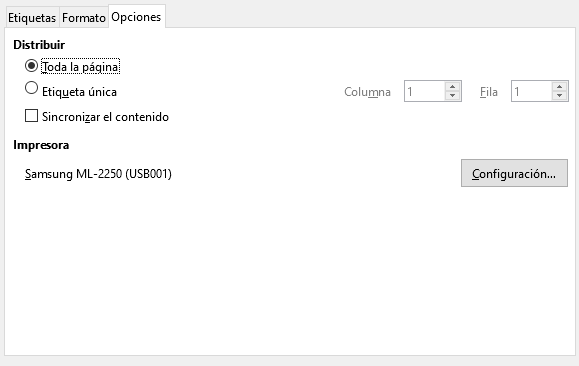 Etiquetas Formato Opciones
Distribuir
Toda la página
Etiqueta única Columna 1 Fila 1
Sincronizar el contenido
Impresora
Samsung ML-2250 (USB001) Configuración...